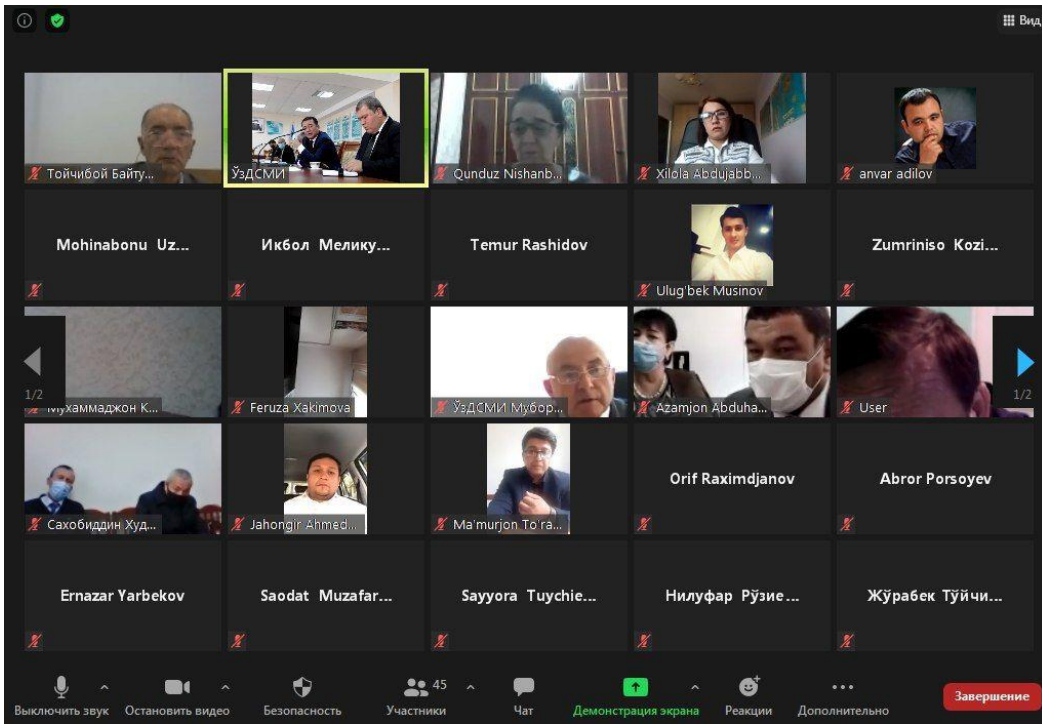 Вид
Тойчибой Байту...
ЎзДСМИ
Qunduz Nishanb...
Xilola Abdujabb...
anvar adilov
Mohinabonu Uz...
Икбол Мелику...
Temur Rashidov
Ulug'bek Musinov
Zumriniso Kozi...
1/2
Мухаммаджон К...
Feruza Xakimova
ЎзДСМИ Мубор...
Azamjon Abduha...
User
1/2
Сахобиддин Худ...
Jahongir Ahmed...
Ma'murjon To'ra...
Orif Raximdjanov
Abror Porsoyev
Ernazar Yarbekov
Saodat Muzafar...
Sayyora Tuychie...
Нилуфар Рўзие...
Жўрабек Тўйчи...
Выключить звук
Остановить видео
Безопасность
45
Участники
Чат
Демонстрация экрана
Реакции
Дополнительно
Завершение